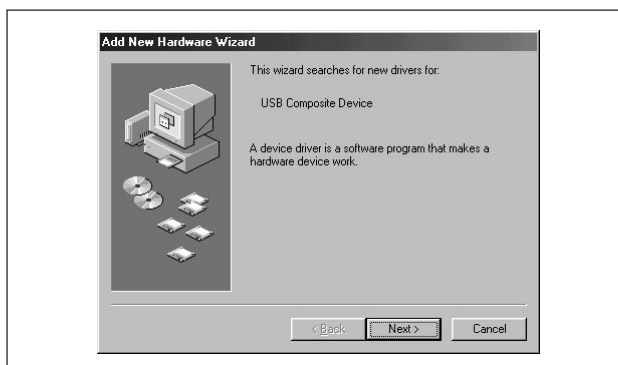 Add New Hardware Wizard
This wizard searches for new drivers for:
USB Composite Device
A device driver is a software program that makes a
hardware device work.
< Back
Next >
Cancel